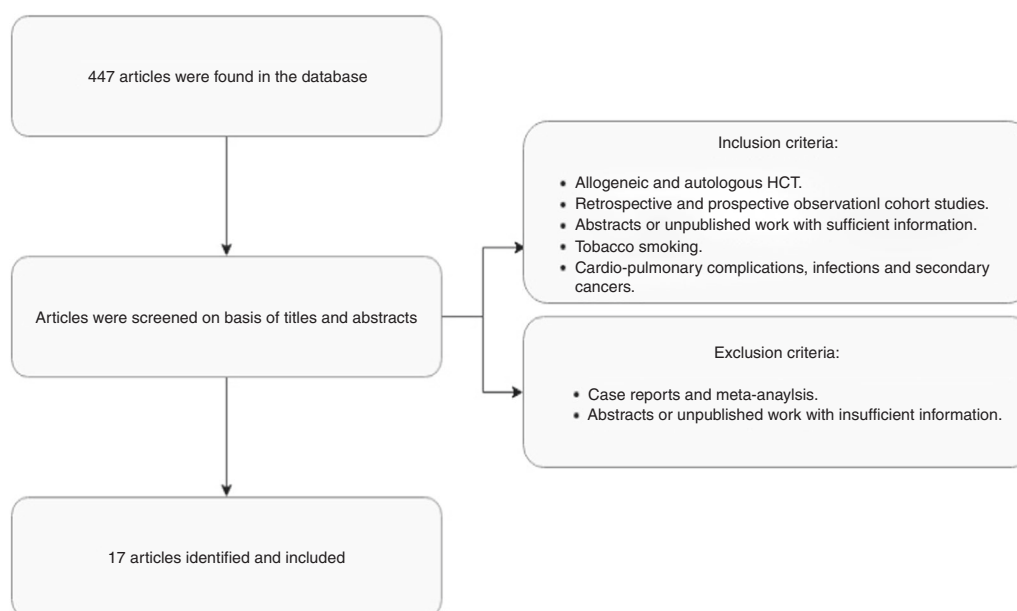 447 articles were found in the database
Inclusion criteria:
• Allogeneic and autologous HCT.
• Retrospective and prospective observationl cohort studies.
• Abstracts or unpublished work with sufficient information.
• Tobacco smoking.
• Cardio-pulmonary complications, infections and secondary
cancers.
Articles were screened on basis of titles and abstracts
Exclusion criteria:
• Case reports and meta-anaylsis.
• Abstracts or unpublished work with insufficient information.
17 articles identified and included